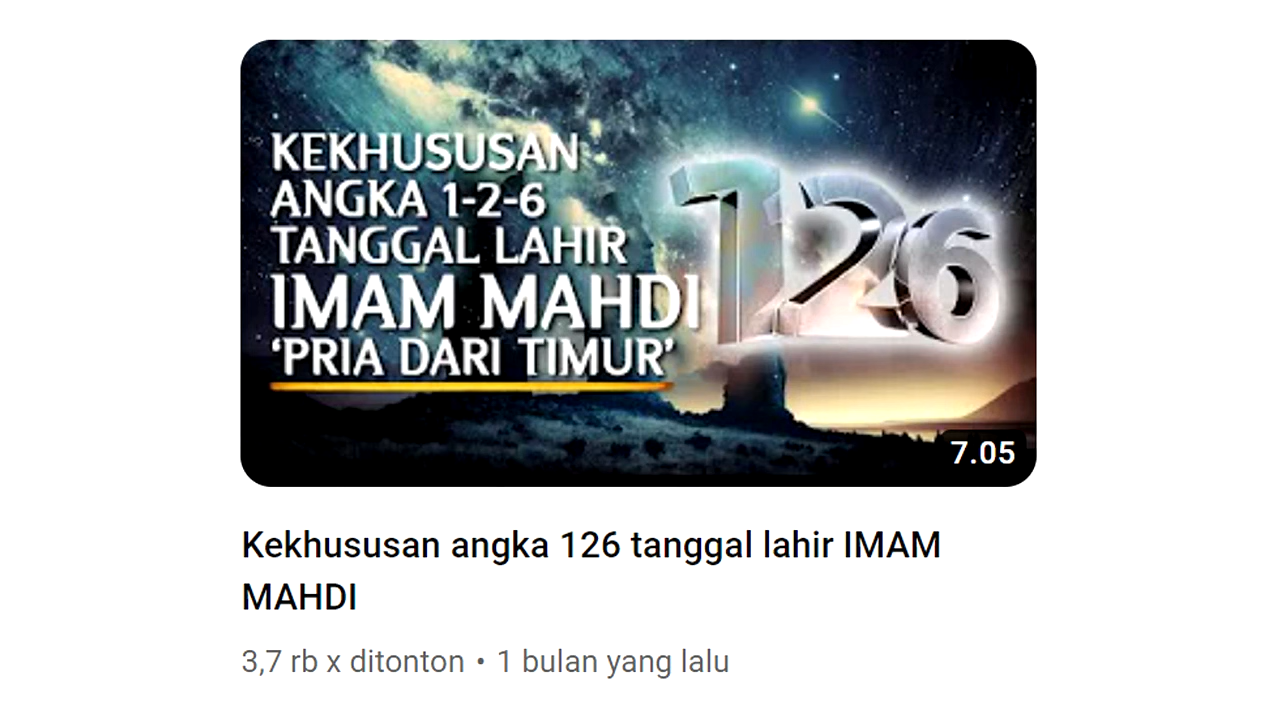 KEKHUSUSAN
ANGKA 1-2-6
TANGGAL LAHIR
IMAM MAHDI
‘PRIA DARI TIMUR’
126
7.05
Kekhususan angka 126 tanggal lahir IMAM
MAHDI
3,7 rb x ditonton • 1 bulan yang lalu